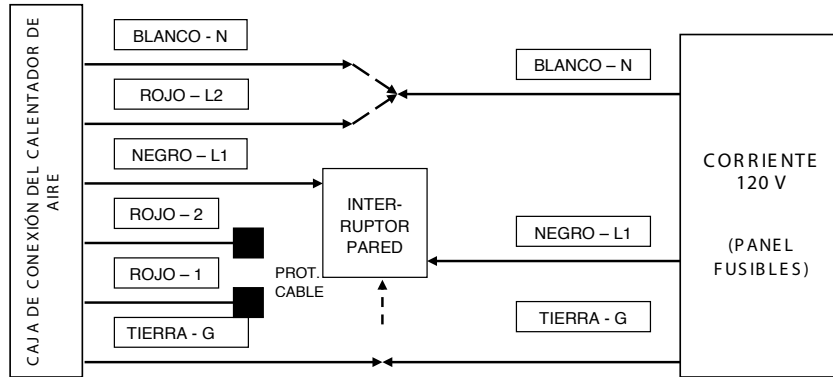 CAJA DE CONEXIÓN DEL CALENTADOR DE
AIRE
BLANCO - N
ROJO – L2
NEGRO – L1
ROJO – 2
ROJO – 1
TIERRA - G
PROT.
CABLE
INTER-
RUPTOR
PARED
BLANCO – N
NEGRO – L1
TIERRA - G
CORRIENTE
120 V
(PANEL
FUSIBLES)